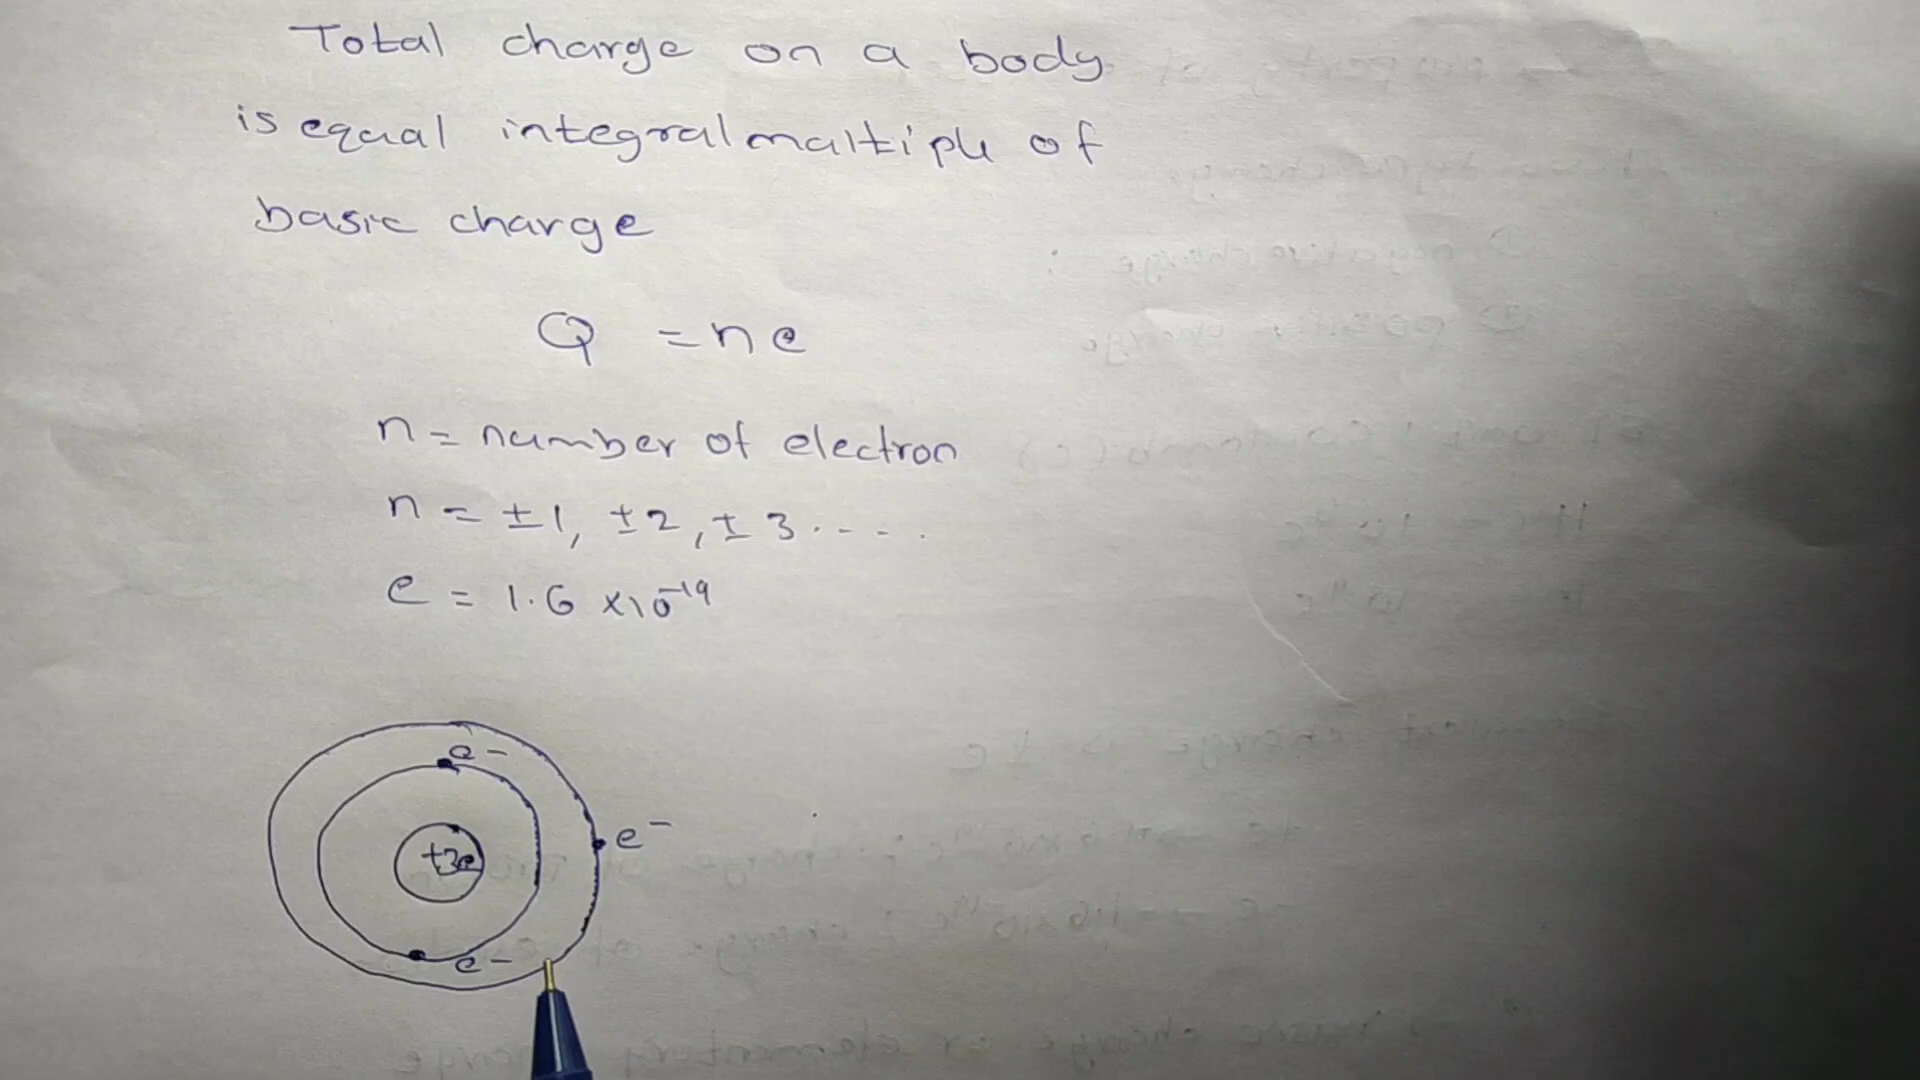 Total charge on a body
is equal integral multiple of
basic charge
Q = ne
n = number of electron
n = ±1, ±2, ±3 ....
e = 1.6 ×10⁻¹⁹
e⁻
e⁻
+3e
e⁻